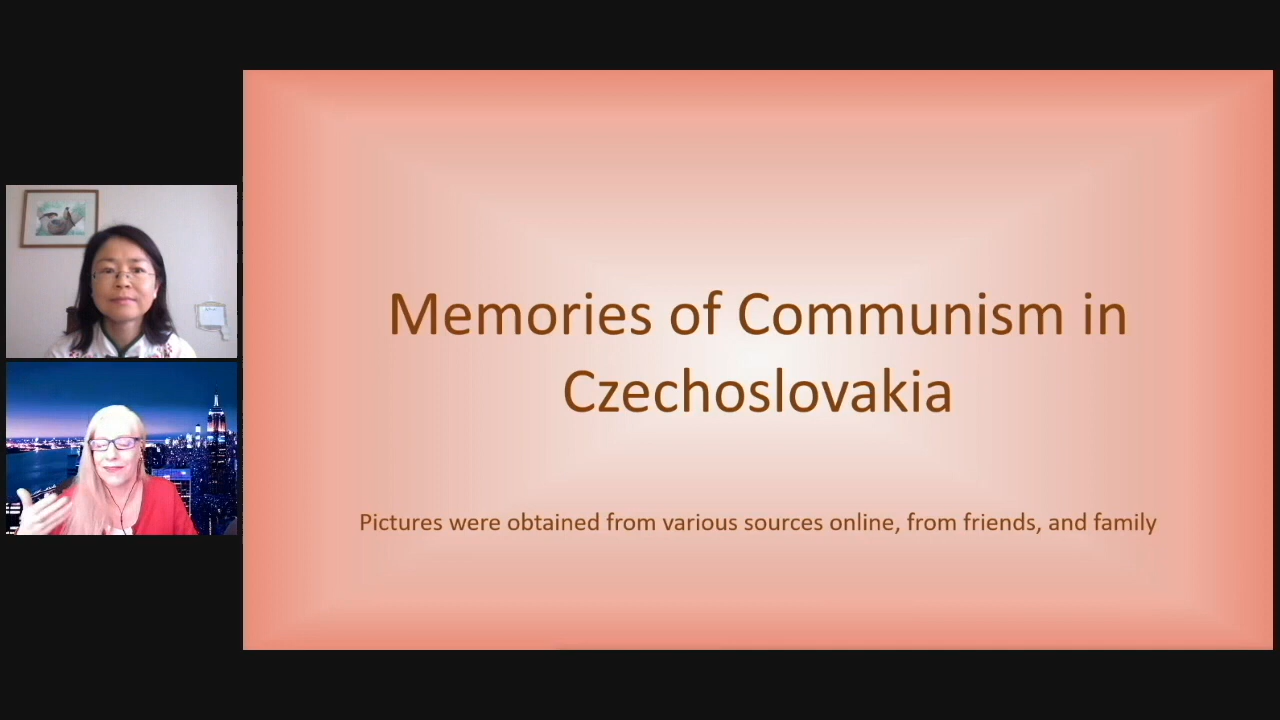 Memories of Communism in
Czechoslovakia
Pictures were obtained from various sources online, from friends, and family